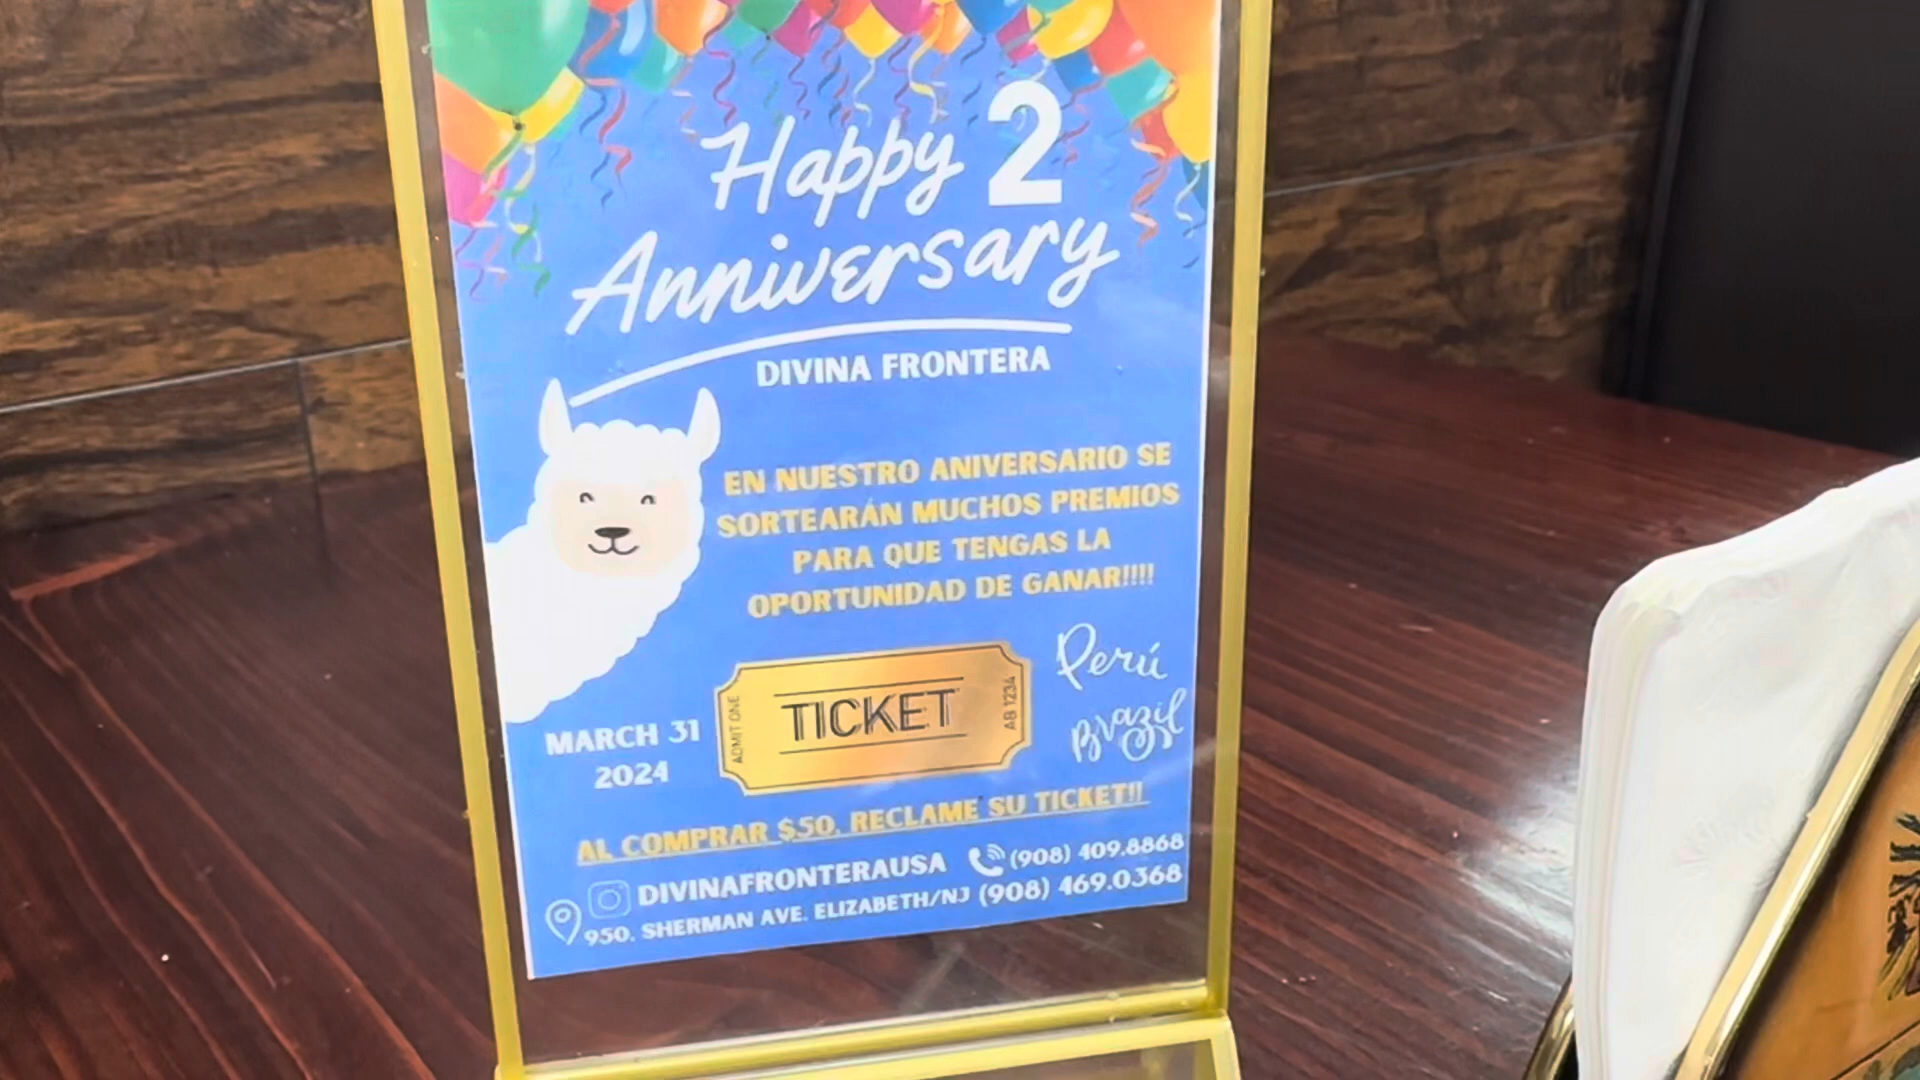 Happy 2
Anniversary
DIVINA FRONTERA
EN NUESTRO ANIVERSARIO SE
SORTEARÁN MUCHOS PREMIOS
PARA QUE TENGAS LA
OPORTUNIDAD DE GANAR!!!!
Perú
Brazil
MARCH 31
2024
ADMIT ONE
TICKET
AB 1234
AL COMPRAR $50. RECLAME SU TICKET!!
DIVINAFRONTERAUSA (908) 409.8868
950. SHERMAN AVE. ELIZABETH/NJ (908) 469.0368